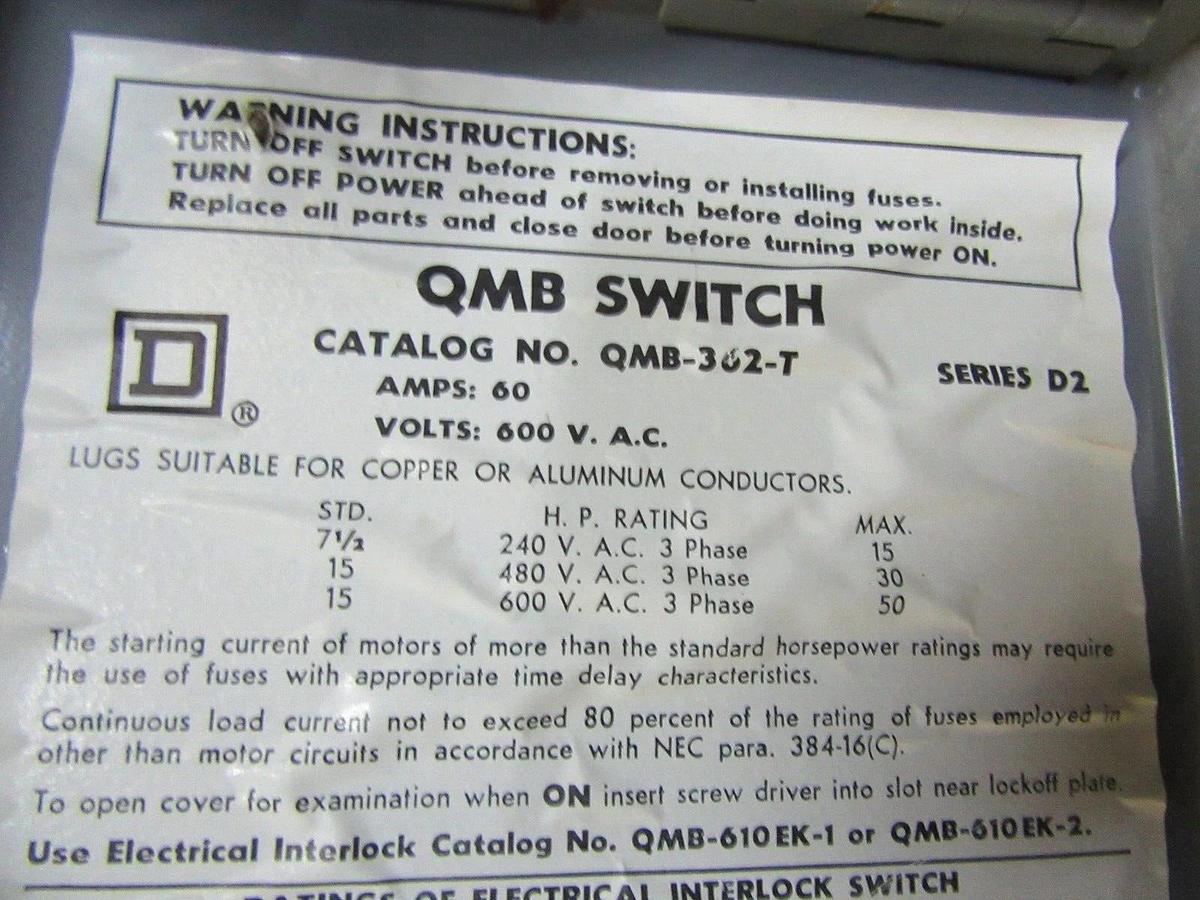 WARNING INSTRUCTIONS:
TURN OFF SWITCH before removing or installing fuses.
TURN OFF POWER ahead of switch before doing work inside.
Replace all parts and close door before turning power ON.
QMB SWITCH
D ®
CATALOG NO. QMB-362-T
SERIES D2
AMPS: 60
VOLTS: 600 V. A.C.
LUGS SUITABLE FOR COPPER OR ALUMINUM CONDUCTORS.
STD. H. P. RATING MAX.
7½ 240 V. A.C. 3 Phase 15
15 480 V. A.C. 3 Phase 30
15 600 V. A.C. 3 Phase 50
The starting current of motors of more than the standard horsepower ratings may require
the use of fuses with appropriate time delay characteristics.
Continuous load current not to exceed 80 percent of the rating of fuses employed in
other than motor circuits in accordance with NEC para. 384-16(C).
To open cover for examination when ON insert screw driver into slot near lockoff plate.
Use Electrical Interlock Catalog No. QMB-610EK-1 or QMB-610EK-2.
RATINGS OF ELECTRICAL INTERLOCK SWITCH